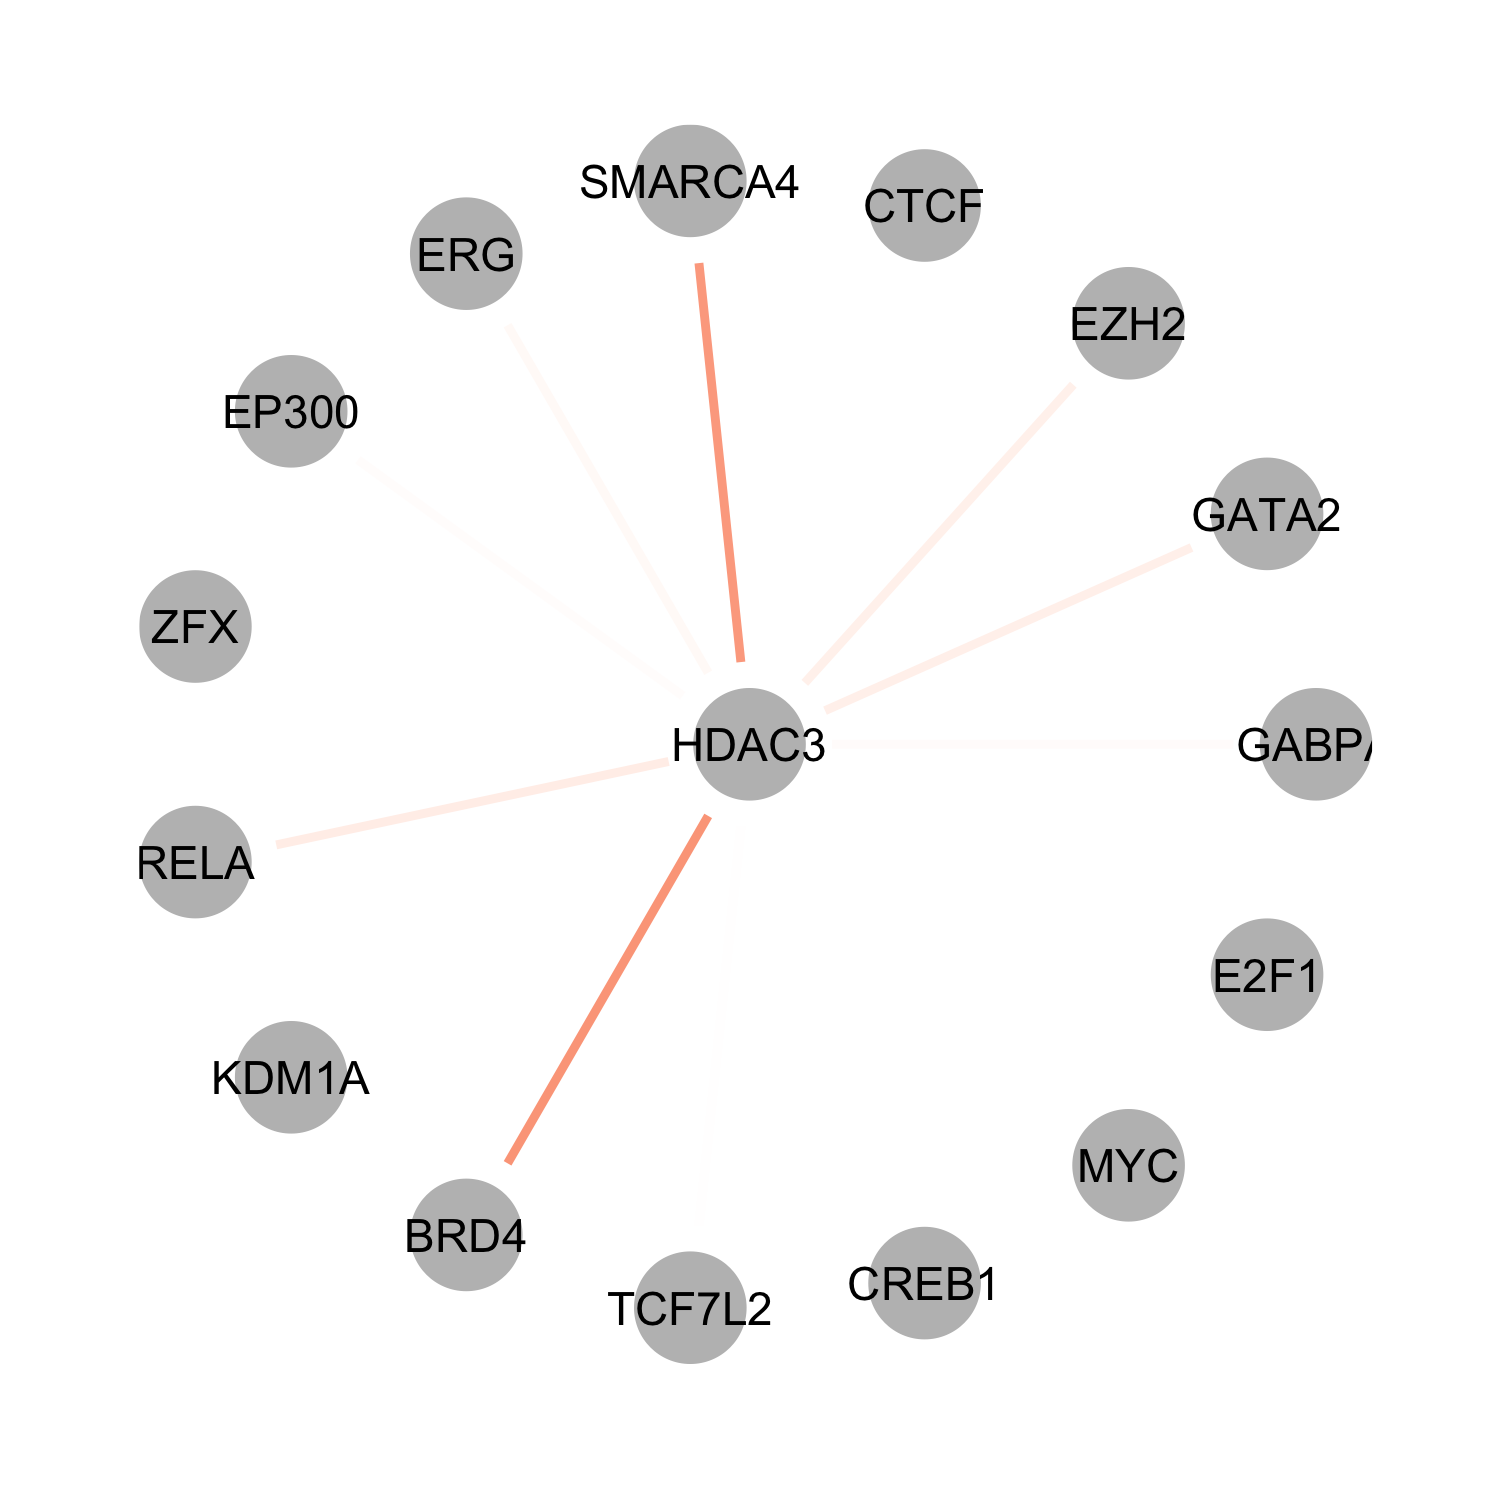 SMARCA4
CTCF
ERG
EZH2
EP300
GATA2
ZFX
HDAC3
GABPA
RELA
E2F1
KDM1A
MYC
BRD4
CREB1
TCF7L2